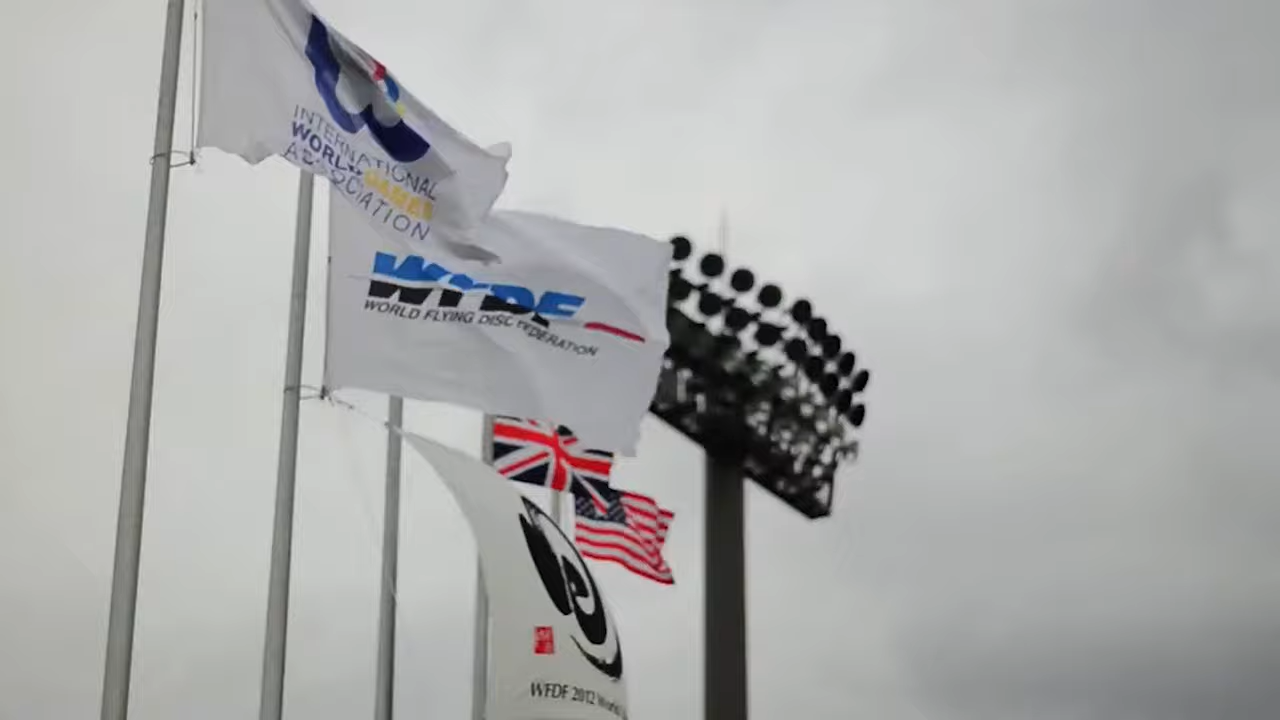 INTERNATIONAL
WORLD GAMES
ASSOCIATION
WFDF
WORLD FLYING DISC FEDERATION
WFDF 2012 World